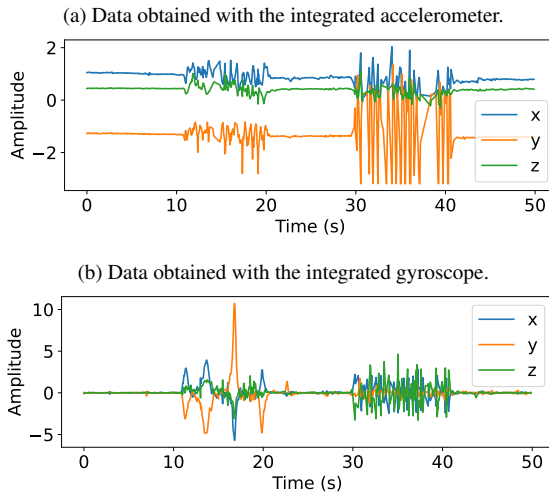 (a) Data obtained with the integrated accelerometer.
2
0
−2
Amplitude
x
y
z
0 10 20 30 40 50
Time (s)
(b) Data obtained with the integrated gyroscope.
10
5
0
−5
Amplitude
x
y
z
0 10 20 30 40 50
Time (s)